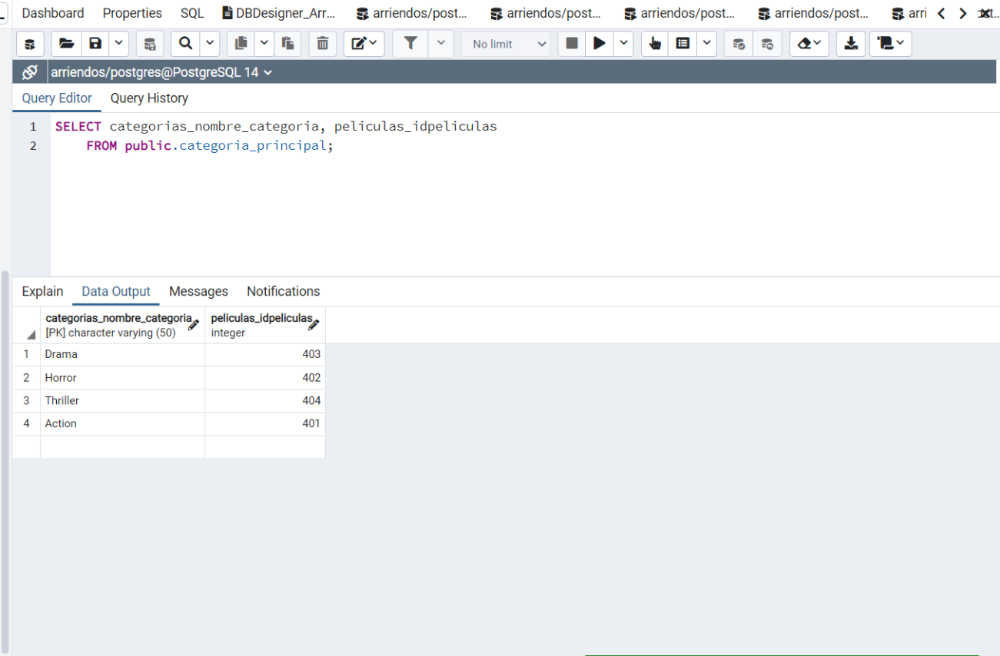 Dashboard Properties SQL DBDesigner_Arr... arriendos/post... arriendos/post... arriendos/post... arriendos/post... arri
No limit
arriendos/postgres@PostgreSQL 14
Query Editor Query History
1 SELECT categorias_nombre_categoria, peliculas_idpeliculas
2 FROM public.categoria_principal;
Explain Data Output Messages Notifications
categorias_nombre_categoria peliculas_idpeliculas
[PK] character varying (50) integer
1 Drama 403
2 Horror 402
3 Thriller 404
4 Action 401